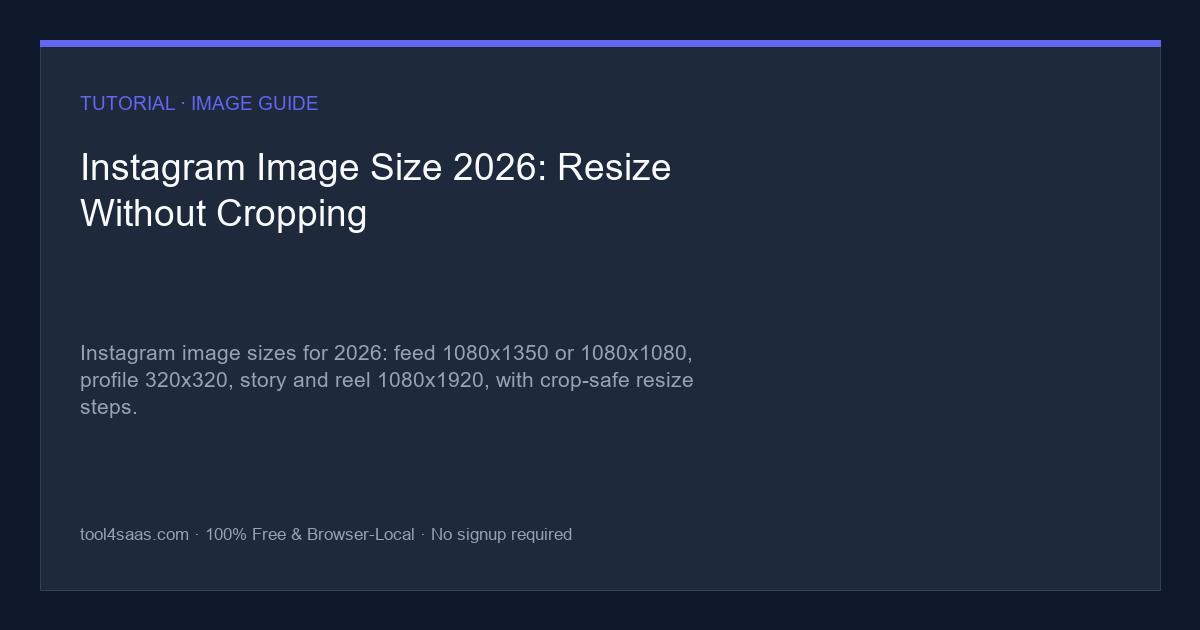 TUTORIAL · IMAGE GUIDE
Instagram Image Size 2026: Resize
Without Cropping
Instagram image sizes for 2026: feed 1080x1350 or 1080x1080,
profile 320x320, story and reel 1080x1920, with crop-safe resize
steps.
tool4saas.com · 100% Free & Browser-Local · No signup required